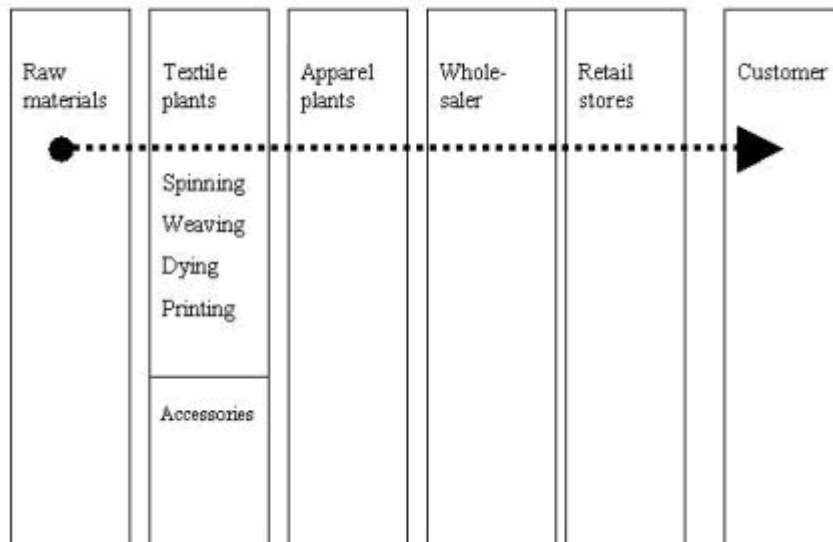 Raw
materials
Textile
plants
Apparel
plants
Whole-
saler
Retail
stores
Customer
Spinning
Weaving
Dying
Printing
Accessories